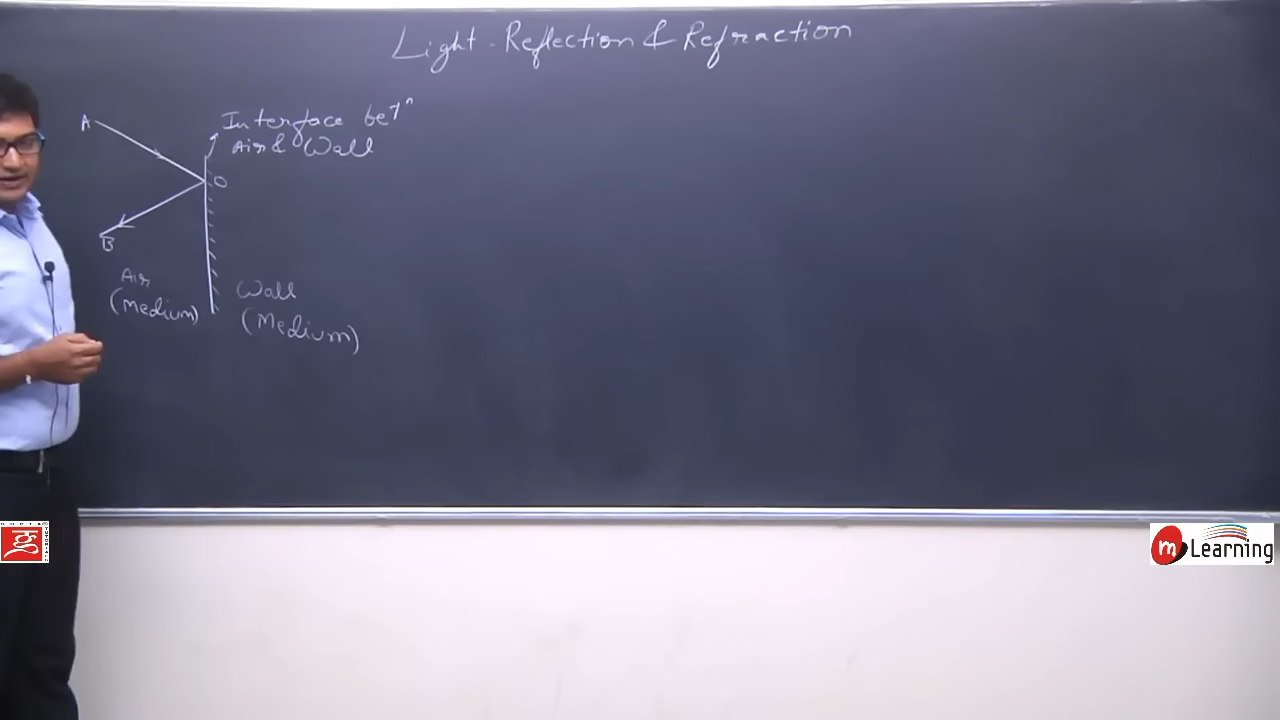 Light - Reflection & Refraction
A
Interface betⁿ
Air & Wall
O
B
Air
(Medium)
Wall
(Medium)
m Learning